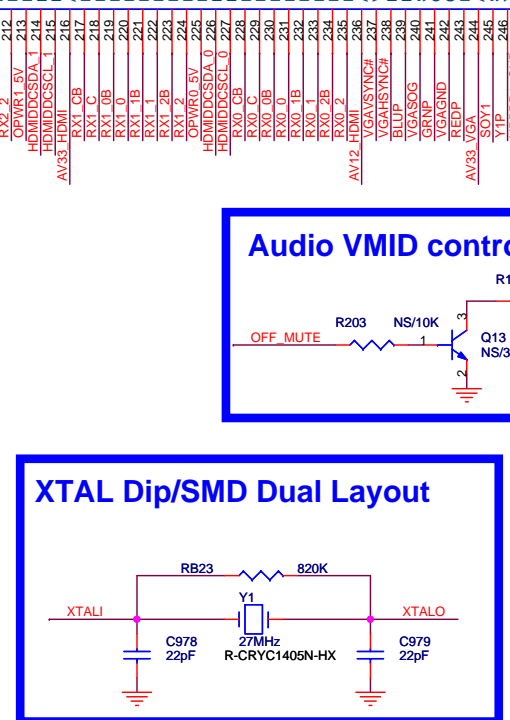 212
213
214
215
216
217
218
219
220
221
222
223
224
225
226
227
228
229
230
231
232
233
234
235
236
237
238
239
240
241
242
243
244
245
246
RX2_2
OPWR1_5V
HDMIDDCSDA_1
HDMIDDCSCL_1
AV33_HDMI
RX1_CB
RX1_C
RX1_0B
RX1_0
RX1_1B
RX1_1
RX1_2B
RX1_2
OPWR0_5V
HDMIDDCSDA_0
HDMIDDCSCL_0
RX0_CB
RX0_C
RX0_0B
RX0_0
RX0_1B
RX0_1
RX0_2B
RX0_2
AV12_HDMI
VGAVSYNC#
VGAHSYNC#
BLUP
VGASOG
GRNP
VGAGND
REDP
AV33_VGA
SOY1
Y1P
Audio VMID contro
R1
R203 NS/10K
OFF_MUTE
1
3
2
Q13
NS/3
XTAL Dip/SMD Dual Layout
RB23 820K
Y1
XTALI
XTALO
C978
22pF
27MHz
R-CRYC1405N-HX
C979
22pF